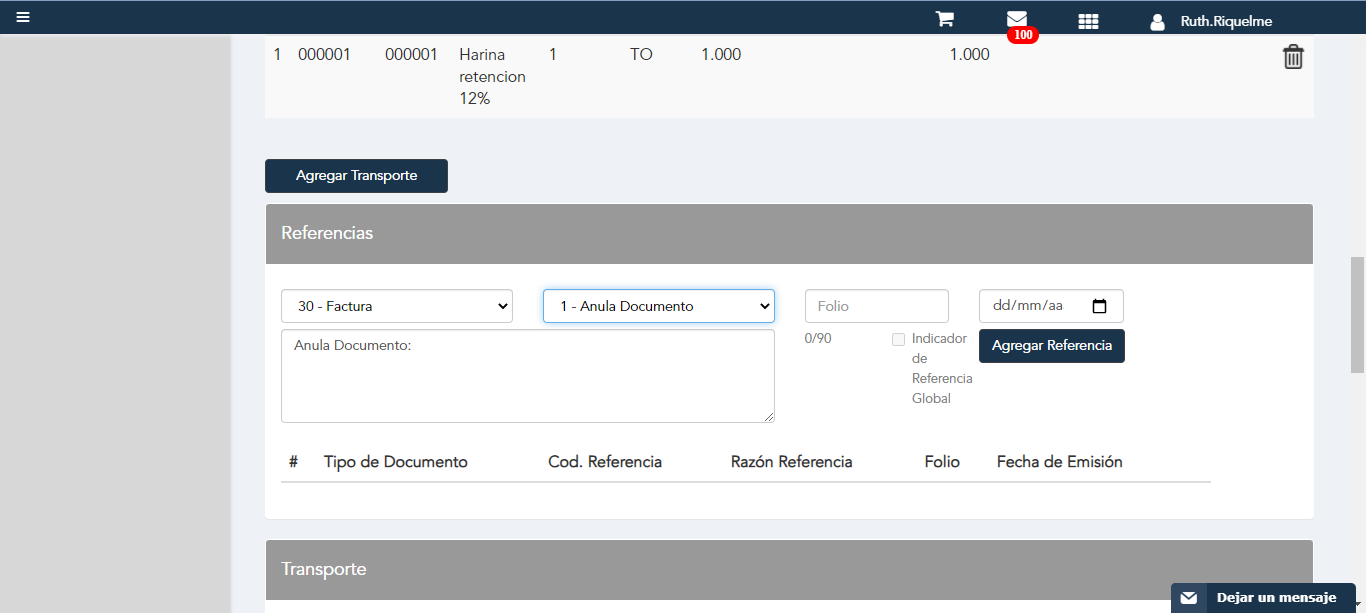 100
Ruth.Riquelme
1 000001 000001 Harina 1 TO 1.000 1.000
retencion
12%
Agregar Transporte
Referencias
30 - Factura 1 - Anula Documento Folio dd/mm/aa
Anula Documento: 0/90 Indicador Agregar Referencia
de
Referencia
Global
# Tipo de Documento Cod. Referencia Razón Referencia Folio Fecha de Emisión
Transporte
Dejar un mensaje